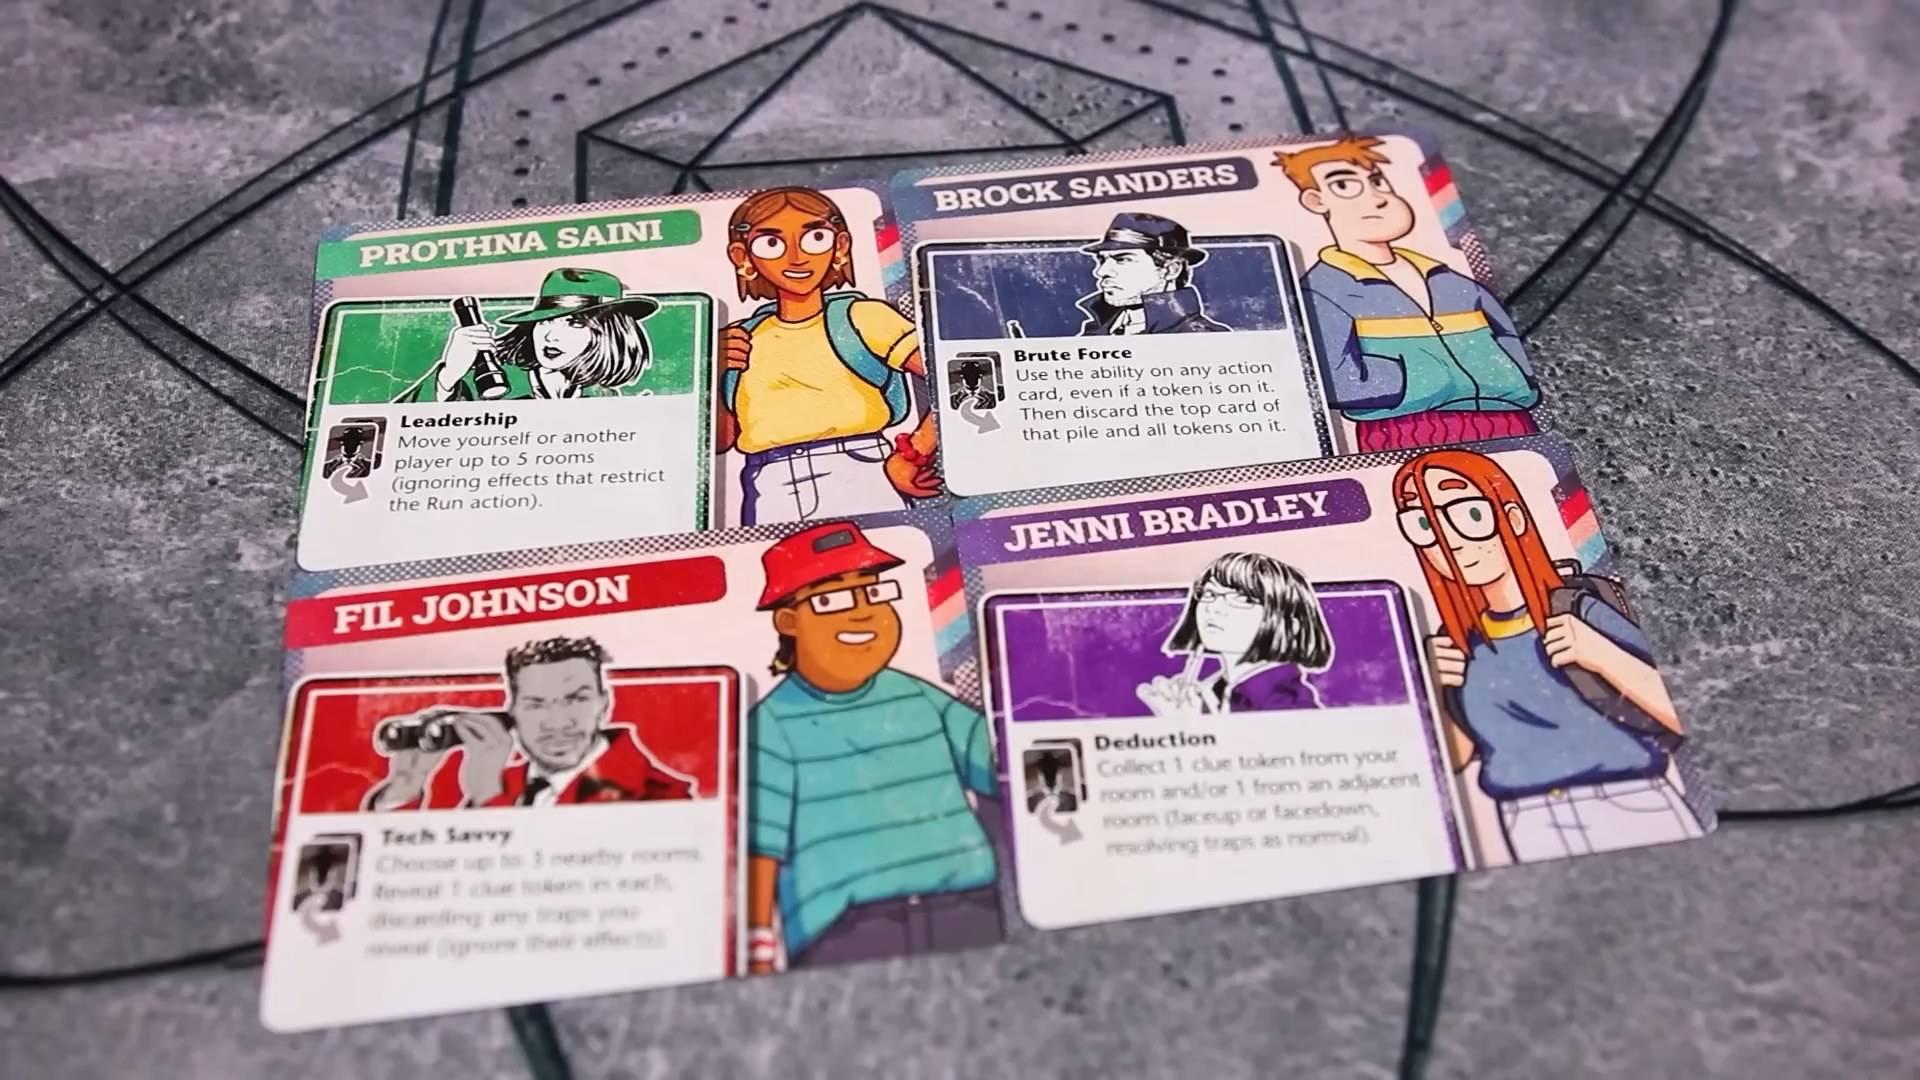 PROTHNA SAINI
Leadership
Move yourself or another
player up to 5 rooms
(ignoring effects that restrict
the Run action).
BROCK SANDERS
Brute Force
Use the ability on any action
card, even if a token is on it.
Then discard the top card of
that pile and all tokens on it.
FIL JOHNSON
Tech Savvy
Choose up to 3 nearby rooms.
Reveal 1 clue token in each,
discarding any traps you
reveal (ignore their effects).
JENNI BRADLEY
Deduction
Collect 1 clue token from your
room and/or 1 from an adjacent
room (faceup or facedown,
resolving traps as normal).